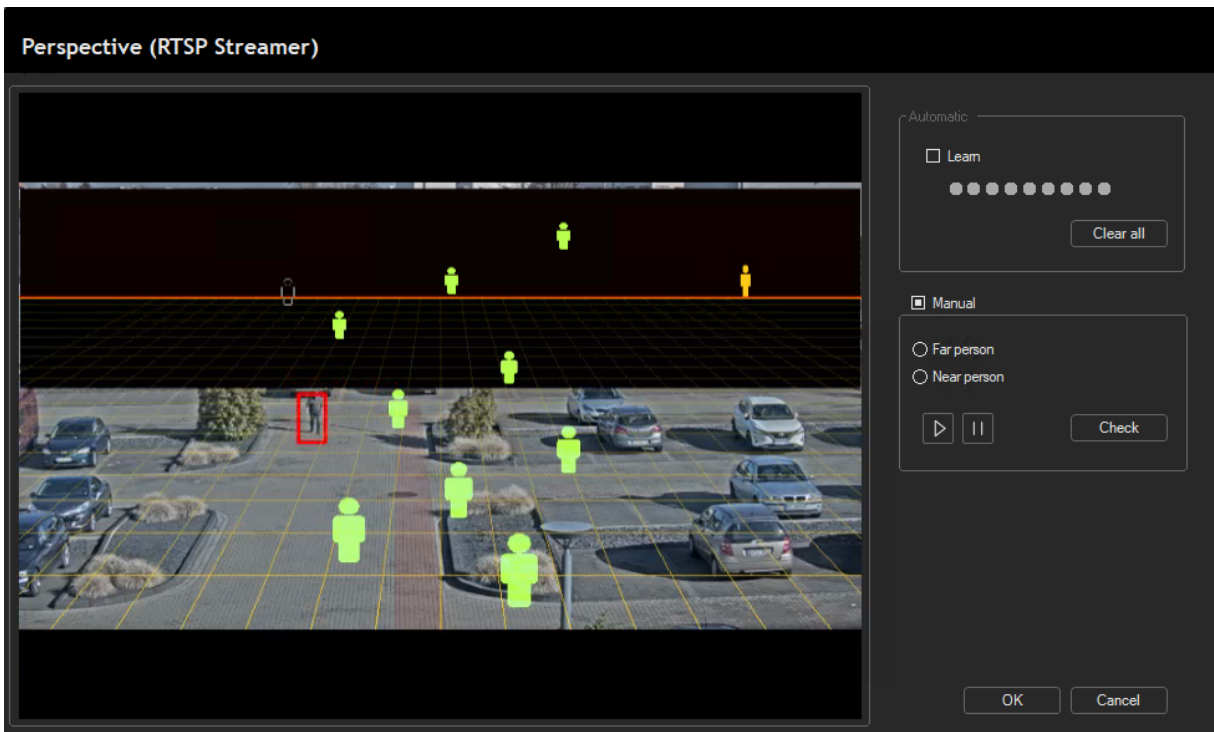 Perspective (RTSP Streamer)
Automatic
Learn
Clear all
Manual
Far person
Near person
Check
OK
Cancel